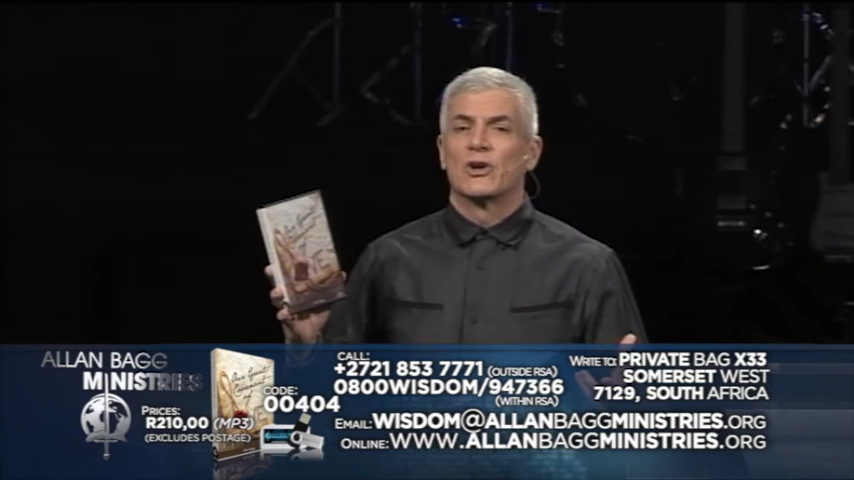 ALLAN BAGG
MINISTRIES
PRICES:
R210,00 (MP3)
(EXCLUDES POSTAGE)
CODE:
00404
CALL:
+2721 853 7771 (OUTSIDE RSA)
0800WISDOM/947366
(WITHIN RSA)
WRITE TO: PRIVATE BAG X33
SOMERSET WEST
7129, SOUTH AFRICA
EMAIL: WISDOM@ALLANBAGGMINISTRIES.ORG
ONLINE: WWW.ALLANBAGGMINISTRIES.ORG